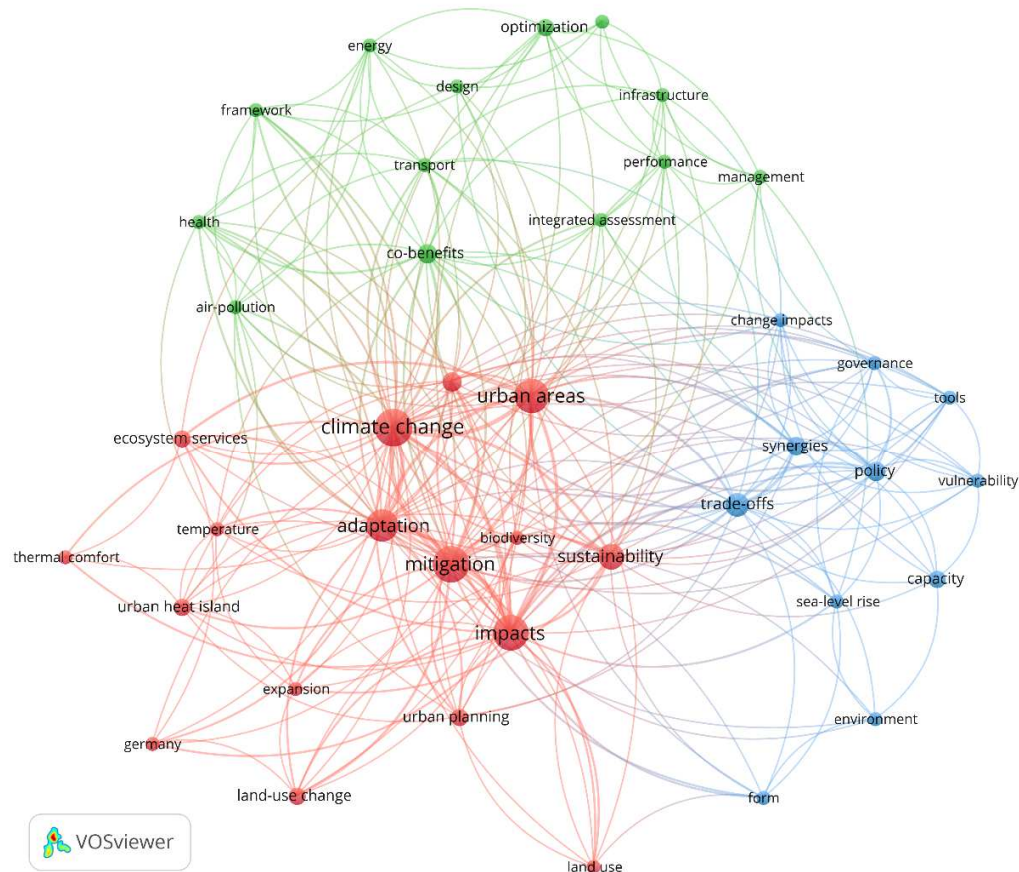 optimization
energy
design
infrastructure
framework
transport
performance
management
health
integrated assessment
co-benefits
air-pollution
change impacts
governance
urban areas
tools
climate change
ecosystem services
synergies
policy
vulnerability
trade-offs
adaptation
temperature
biodiversity
thermal comfort
mitigation
sustainability
capacity
urban heat island
sea-level rise
impacts
expansion
urban planning
environment
germany
land-use change
form
VOSviewer
land use